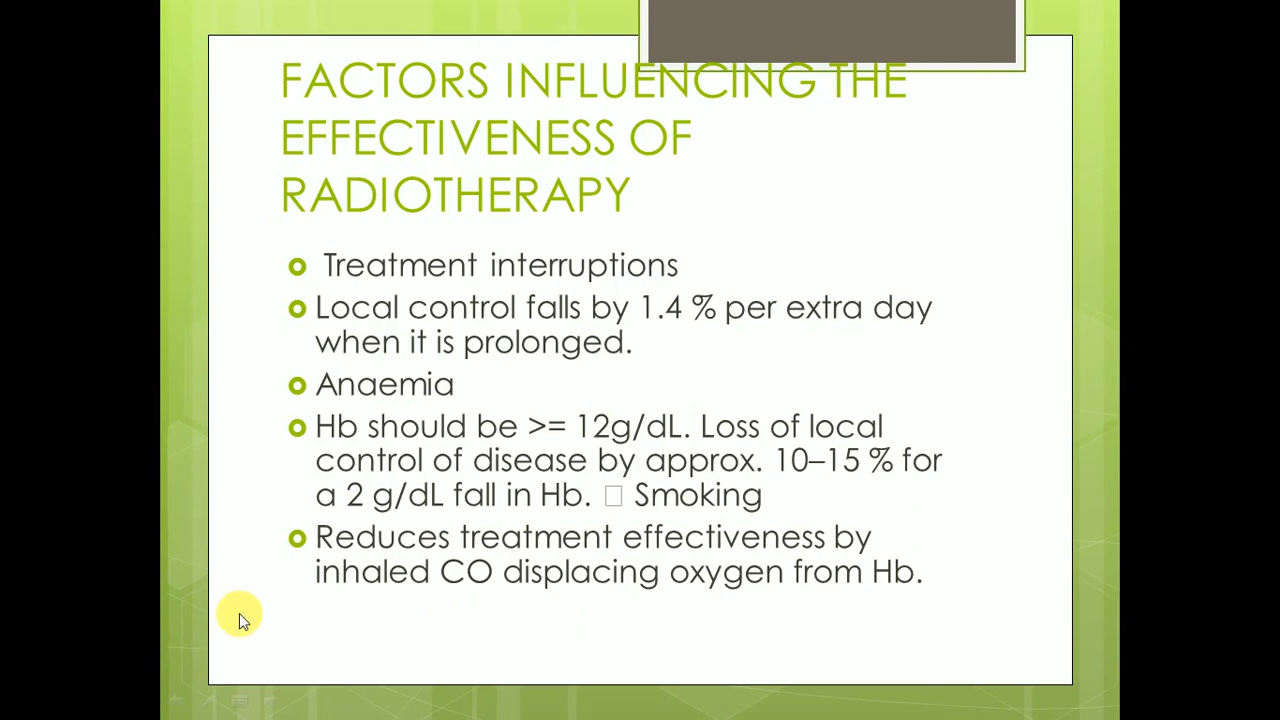 FACTORS INFLUENCING THE
EFFECTIVENESS OF
RADIOTHERAPY
Treatment interruptions
Local control falls by 1.4 % per extra day
when it is prolonged.
Anaemia
Hb should be >= 12g/dL. Loss of local
control of disease by approx. 10–15 % for
a 2 g/dL fall in Hb. □ Smoking
Reduces treatment effectiveness by
inhaled CO displacing oxygen from Hb.